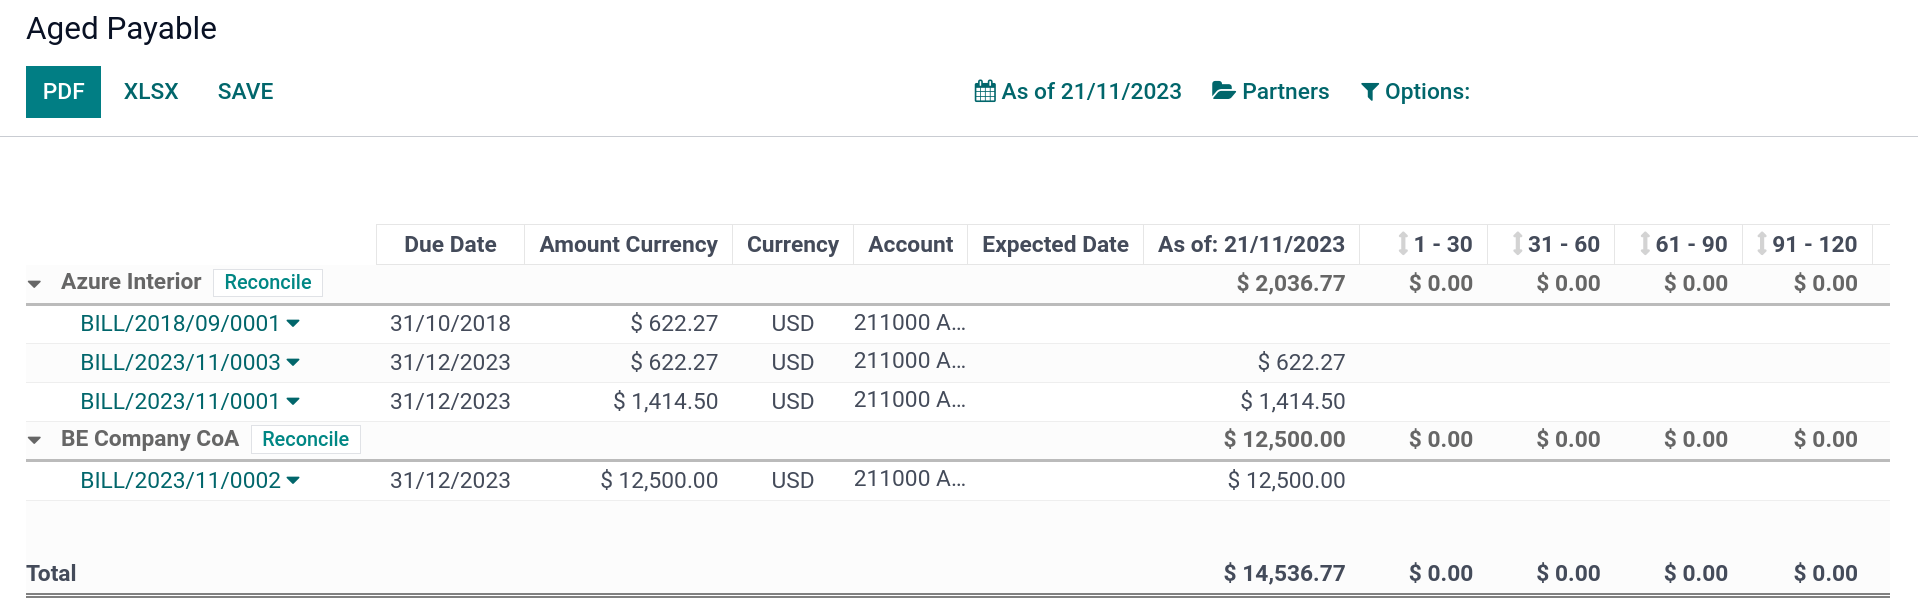 Aged Payable
PDF XLSX SAVE As of 21/11/2023 Partners Options:
Due Date Amount Currency Currency Account Expected Date As of: 21/11/2023 1 - 30 31 - 60 61 - 90 91 - 120
Azure Interior Reconcile $ 2,036.77 $ 0.00 $ 0.00 $ 0.00 $ 0.00
BILL/2018/09/0001 31/10/2018 $ 622.27 USD 211000 A...
BILL/2023/11/0003 31/12/2023 $ 622.27 USD 211000 A... $ 622.27
BILL/2023/11/0001 31/12/2023 $ 1,414.50 USD 211000 A... $ 1,414.50
BE Company CoA Reconcile $ 12,500.00 $ 0.00 $ 0.00 $ 0.00 $ 0.00
BILL/2023/11/0002 31/12/2023 $ 12,500.00 USD 211000 A... $ 12,500.00
Total $ 14,536.77 $ 0.00 $ 0.00 $ 0.00 $ 0.00